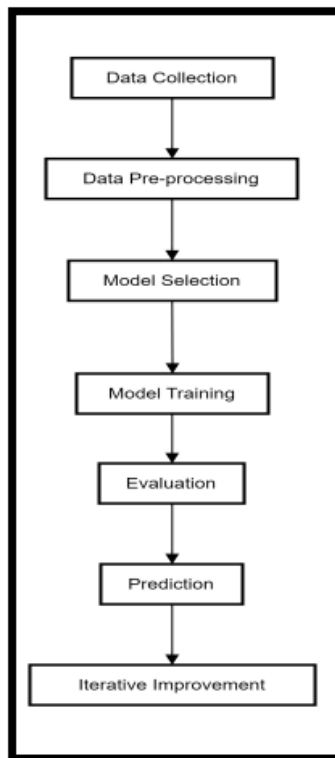 Data Collection
Data Pre-processing
Model Selection
Model Training
Evaluation
Prediction
Iterative Improvement